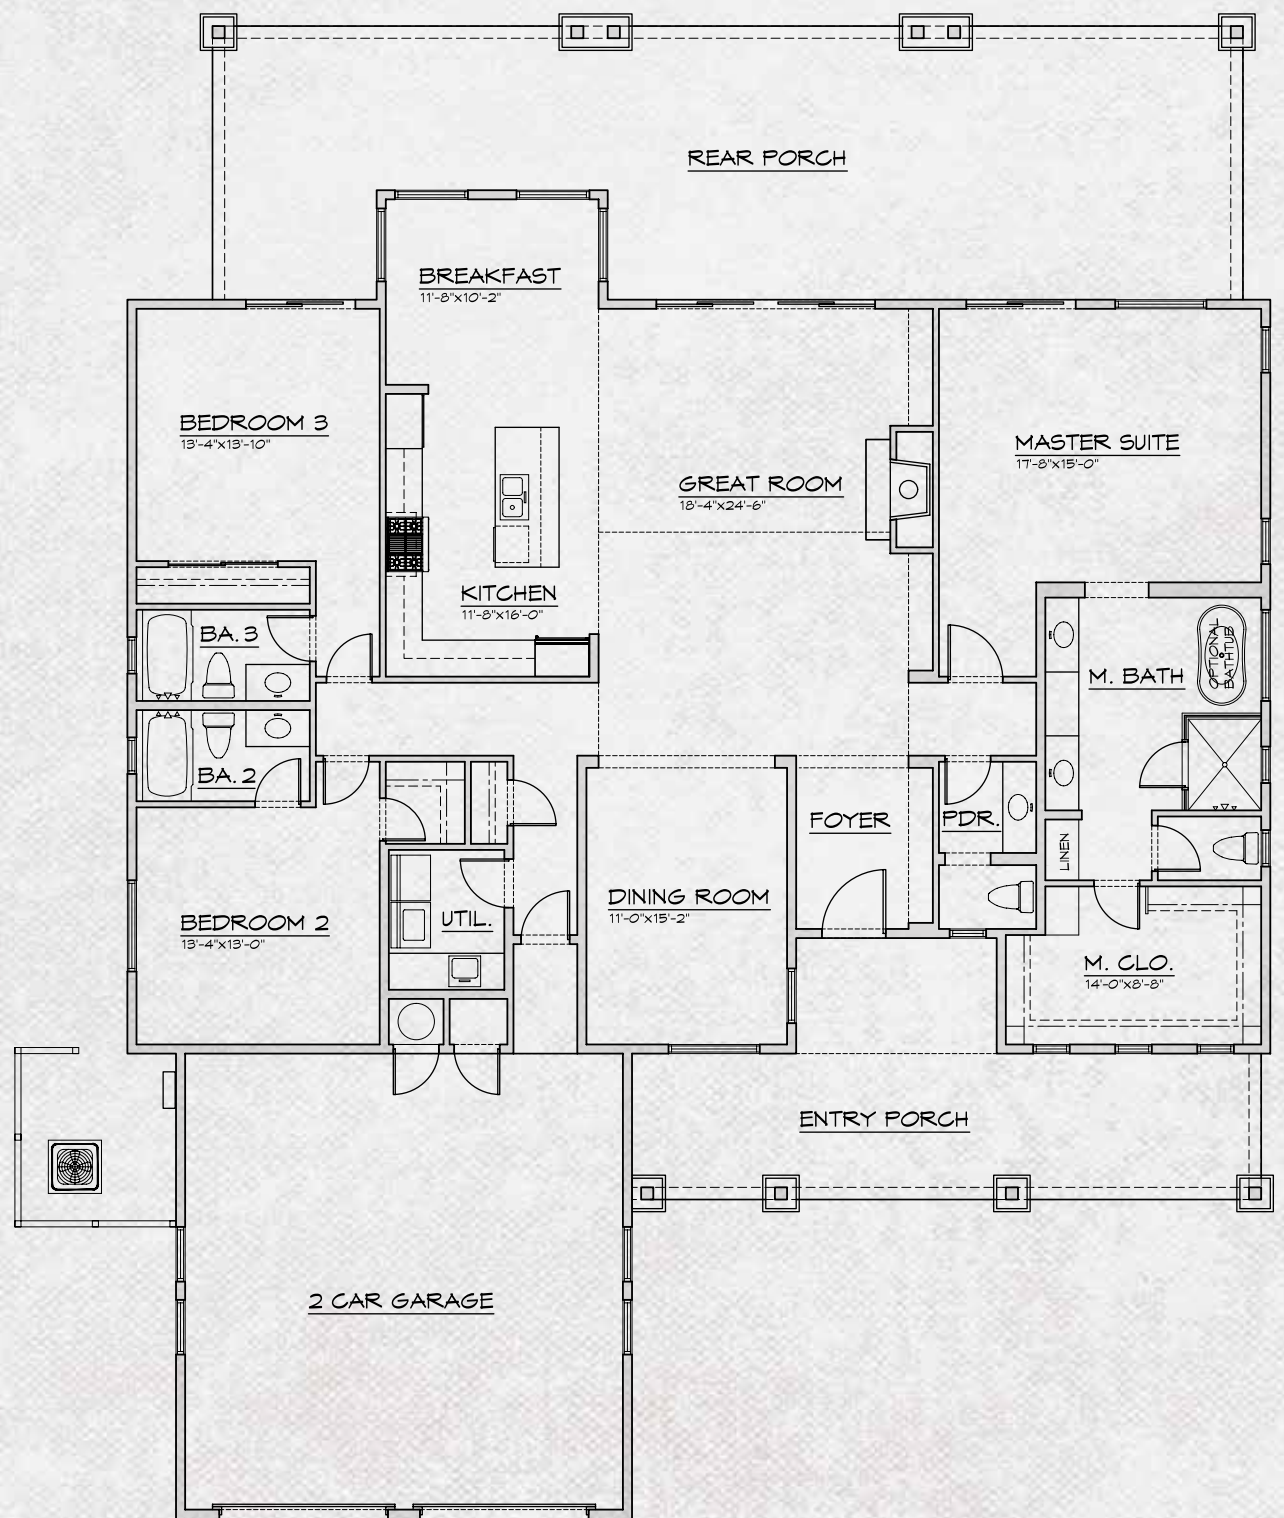 REAR PORCH
BREAKFAST
11'-8"x10'-2"
BEDROOM 3
13'-4"x13'-10"
MASTER SUITE
17'-8"x15'-0"
GREAT ROOM
18'-4"x24'-6"
KITCHEN
11'-8"x16'-0"
BA. 3
OPTIONAL
BATHTUB
M. BATH
BA. 2
FOYER
PDR.
LINEN
DINING ROOM
11'-0"x15'-2"
BEDROOM 2
13'-4"x13'-0"
UTIL.
M. CLO.
14'-0"x8'-8"
ENTRY PORCH
2 CAR GARAGE